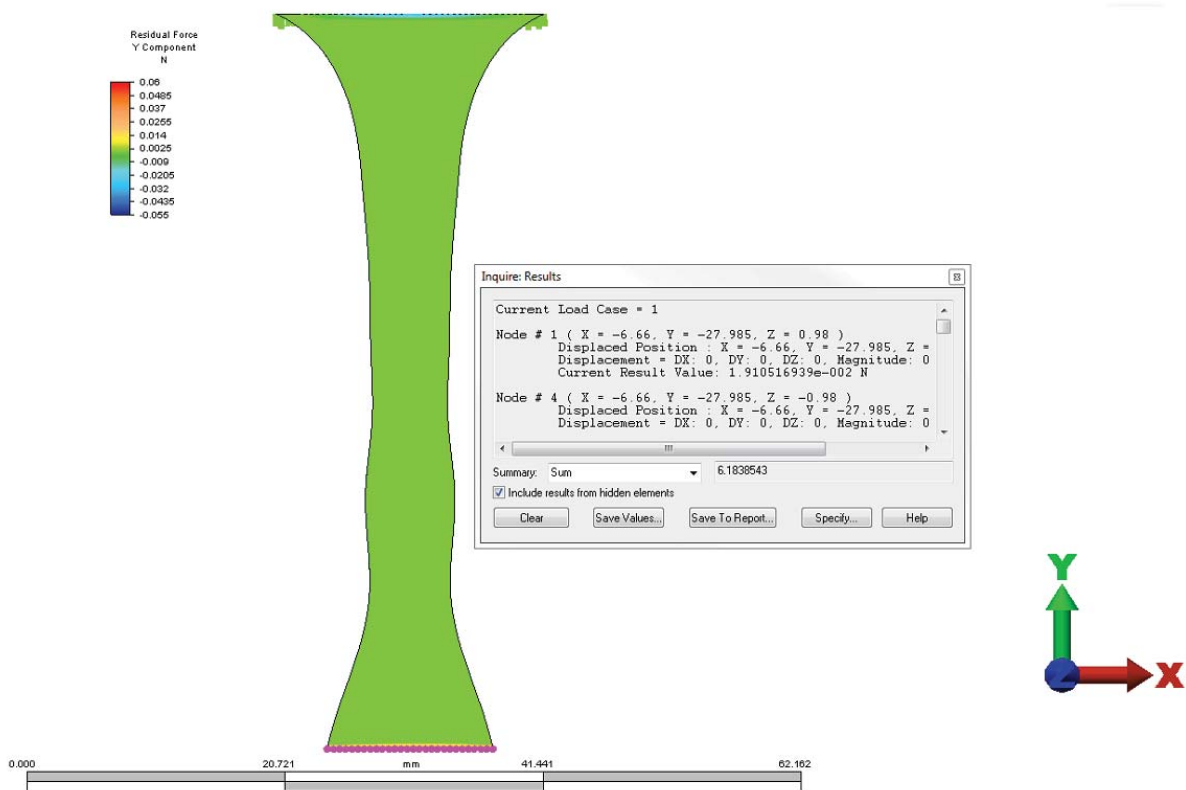 Residual Force
Y Component
N
0.06
0.0485
0.037
0.0255
0.014
0.0025
-0.009
-0.0205
-0.032
-0.0435
-0.055
Inquire: Results
Current Load Case = 1
Node # 1 ( X = -6.66, Y = -27.985, Z = 0.98 )
Displaced Position : X = -6.66, Y = -27.985, Z =
Displacement = DX: 0, DY: 0, DZ: 0, Magnitude: 0
Current Result Value: 1.910516939e-002 N
Node # 4 ( X = -6.66, Y = -27.985, Z = -0.98 )
Displaced Position : X = -6.66, Y = -27.985, Z =
Displacement = DX: 0, DY: 0, DZ: 0, Magnitude: 0
Summary: Sum 6.1838543
Include results from hidden elements
Clear Save Values... Save To Report... Specify... Help
Y
Z X
0.000 20.721 mm 41.441 62.162